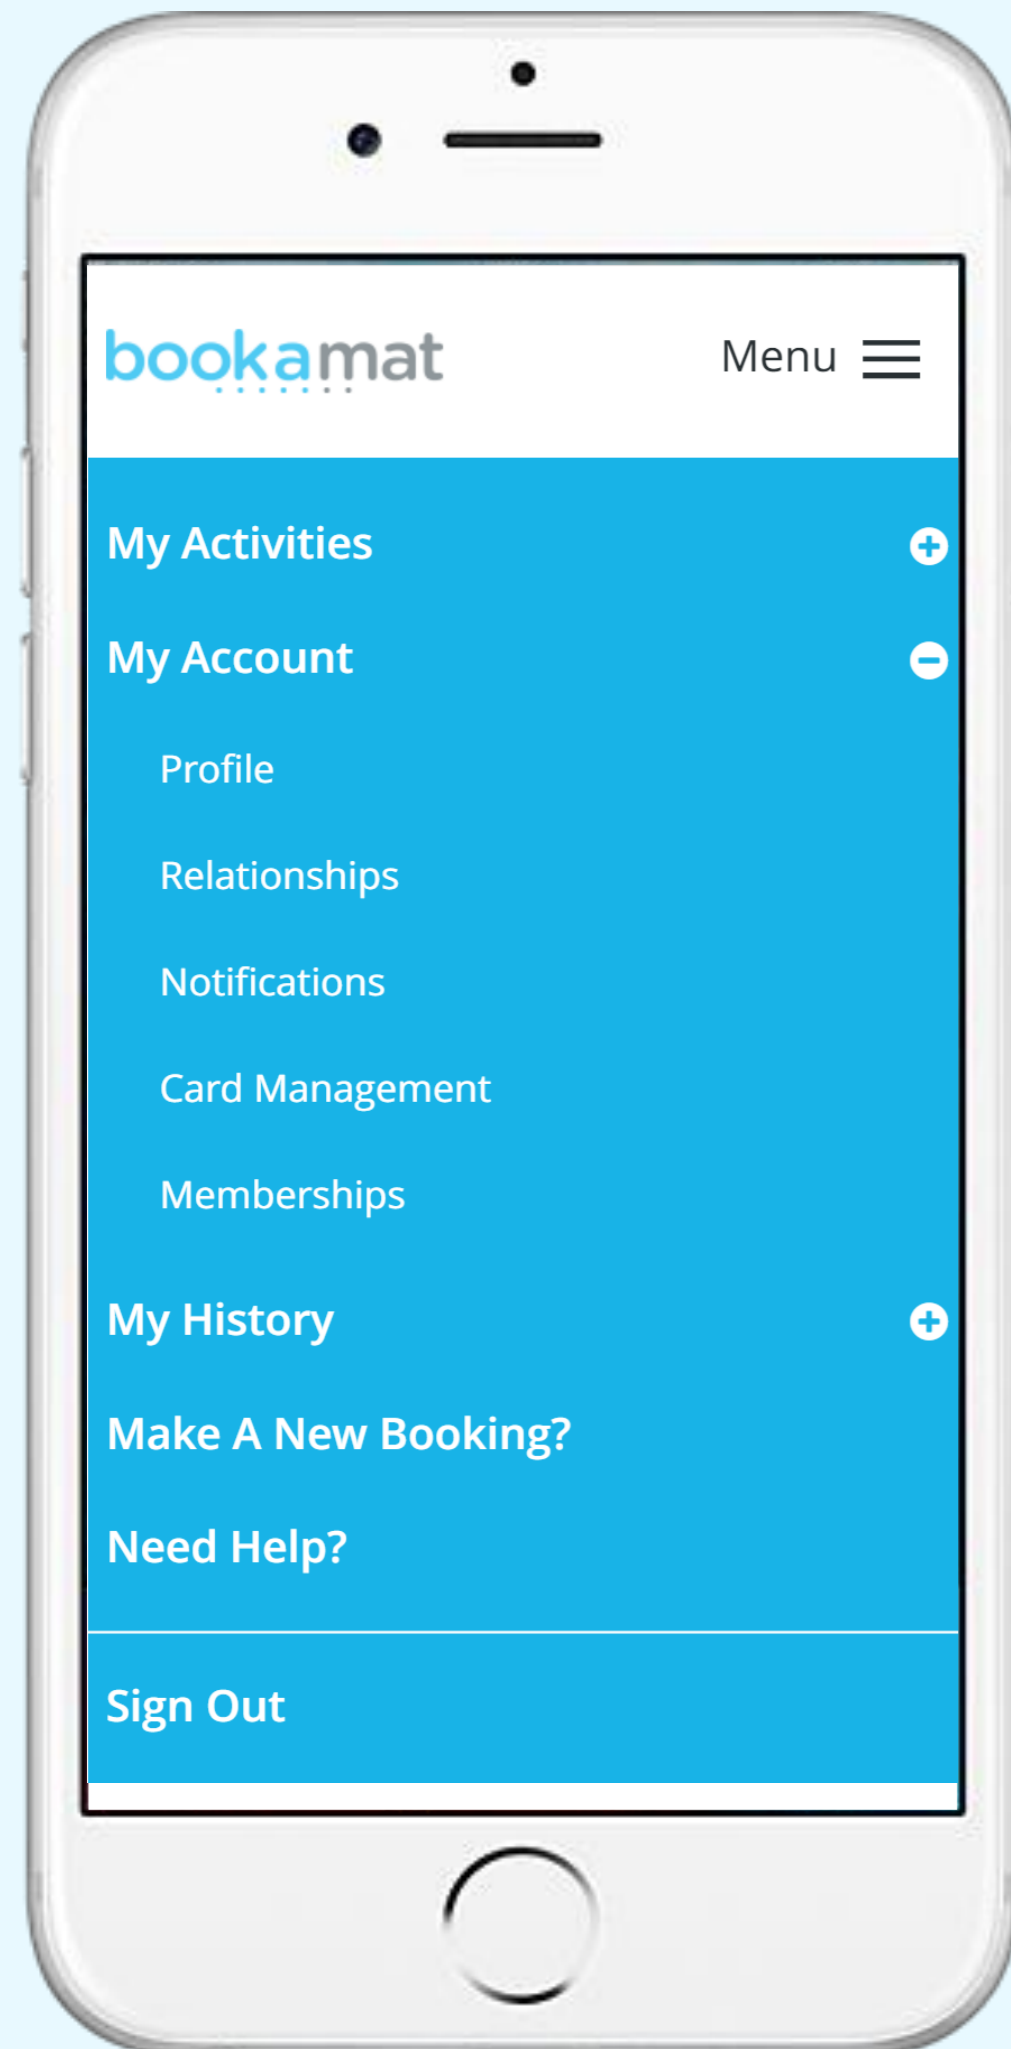 bookamat
Menu
My Activities
My Account
Profile
Relationships
Notifications
Card Management
Memberships
My History
Make A New Booking?
Need Help?
Sign Out